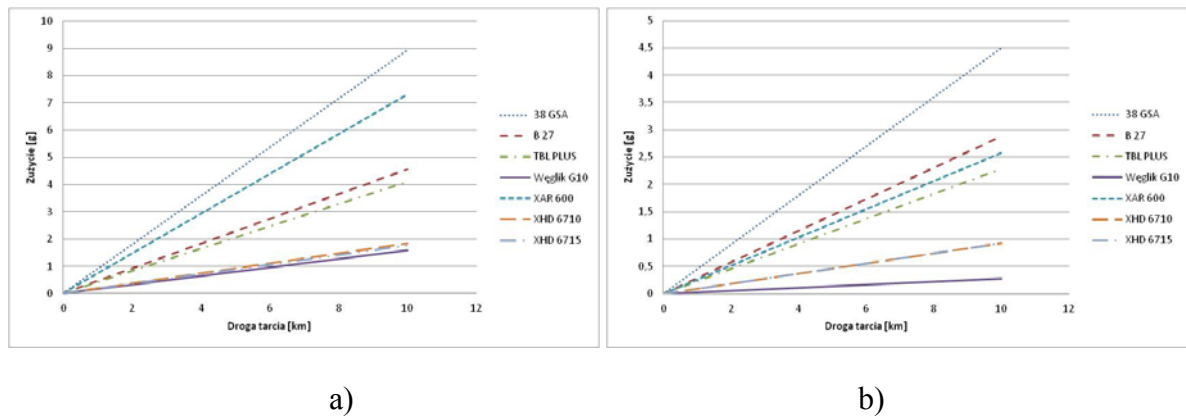 10
9
8
7
6
5
4
3
2
1
0
Zużycie [g]
0 2 4 6 8 10 12
Droga tarcia [km]
38 GSA
B 27
TBL PLUS
Węglik G10
XAR 600
XHD 6710
XHD 6715
a)
5
4,5
4
3,5
3
2,5
2
1,5
1
0,5
0
Zużycie [g]
0 2 4 6 8 10 12
Droga tarcia [km]
38 GSA
B 27
TBL PLUS
Węglik G10
XAR 600
XHD 6710
XHD 6715
b)